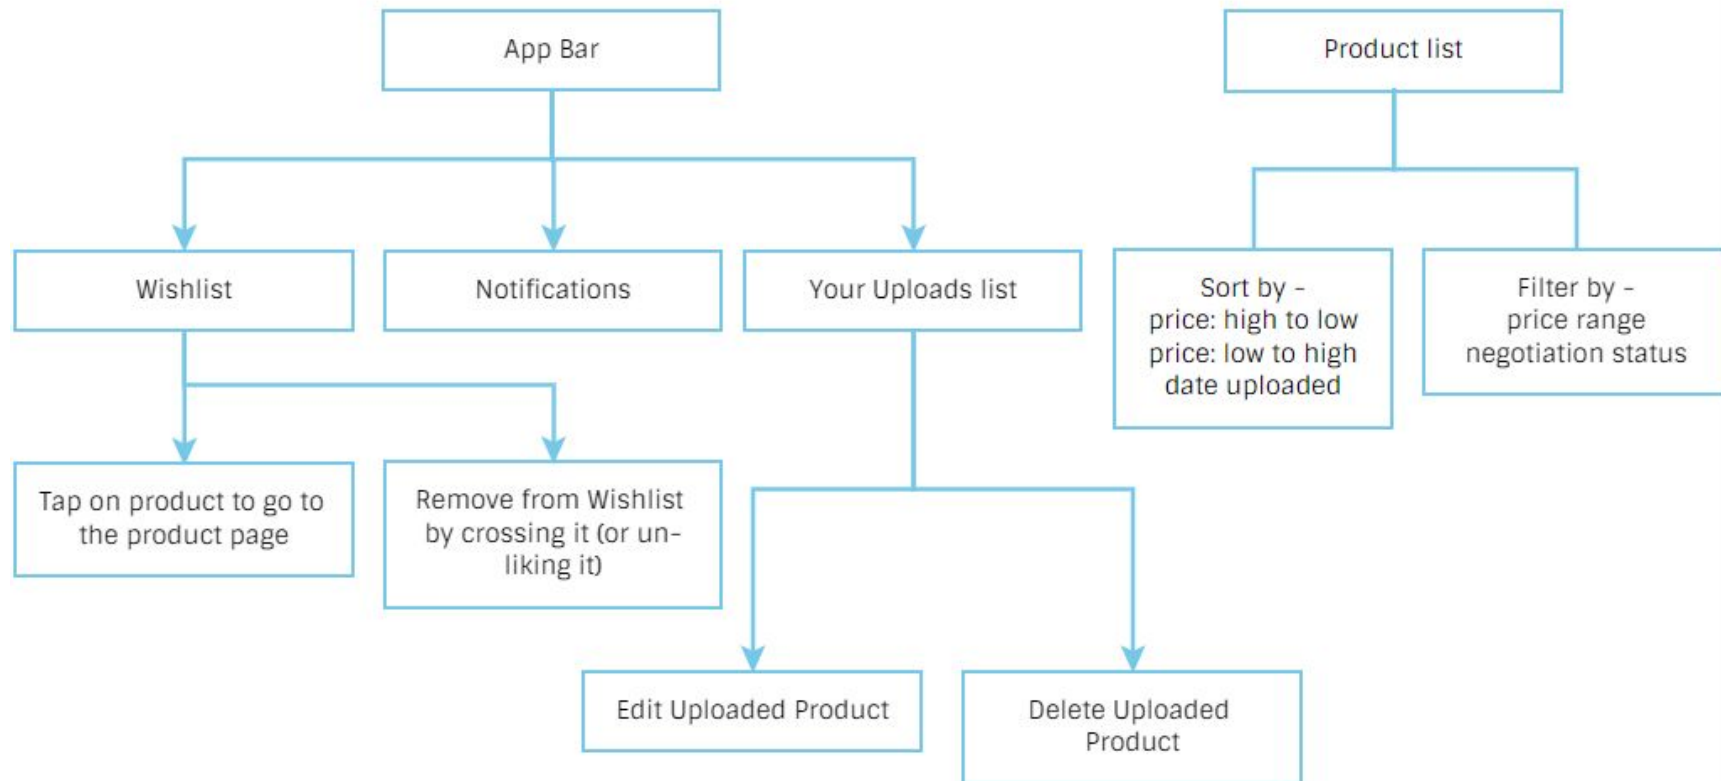 App Bar
Product list
Wishlist
Notifications
Your Uploads list
Sort by -
price: high to low
price: low to high
date uploaded
Filter by -
price range
negotiation status
Tap on product to go to
the product page
Remove from Wishlist
by crossing it (or un-
liking it)
Edit Uploaded Product
Delete Uploaded
Product